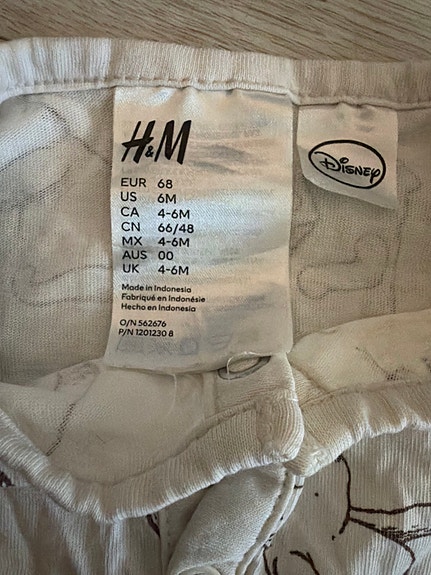 H&M
DISNEY
EUR 68
US 6M
CA 4-6M
CN 66/48
MX 4-6M
AUS 00
UK 4-6M
Made in Indonesia
Fabriqué en Indonésie
Hecho en Indonesia
O/N 562676
P/N 1201230 8